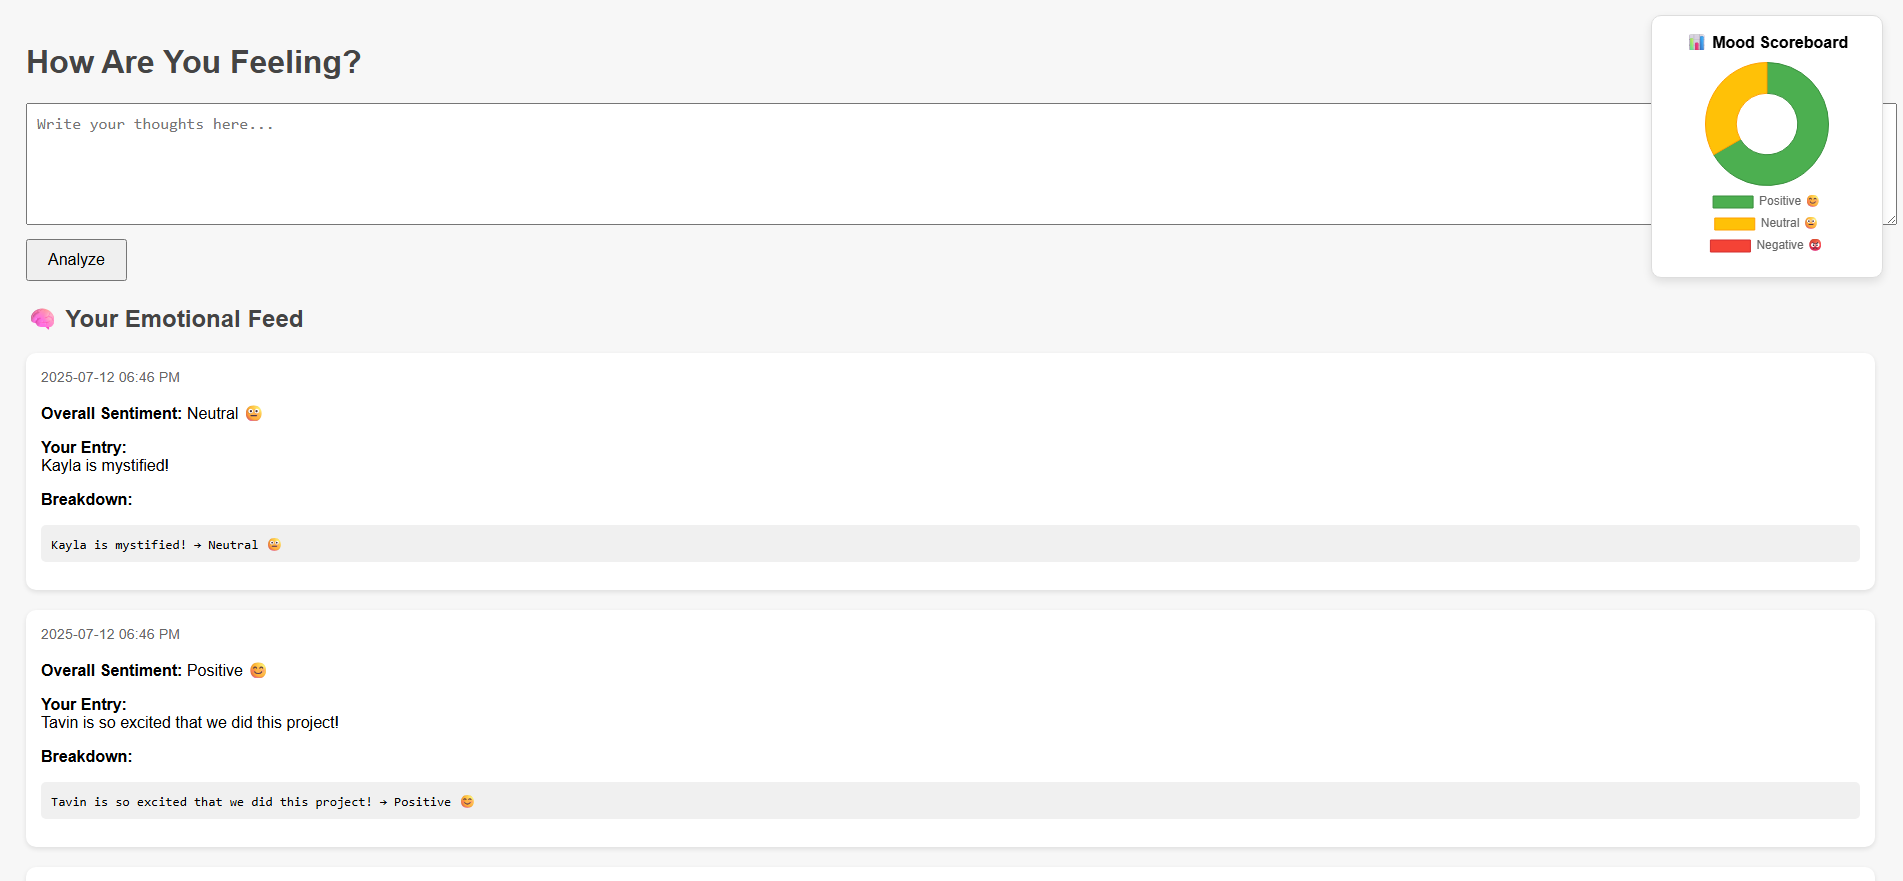 How Are You Feeling?
Write your thoughts here...
Analyze
📊 Mood Scoreboard
Positive 😊
Neutral 😐
Negative 😡
🧠 Your Emotional Feed
2025-07-12 06:46 PM
Overall Sentiment: Neutral 😐
Your Entry:
Kayla is mystified!
Breakdown:
Kayla is mystified! → Neutral 😐
2025-07-12 06:46 PM
Overall Sentiment: Positive 😊
Your Entry:
Tavin is so excited that we did this project!
Breakdown:
Tavin is so excited that we did this project! → Positive 😊